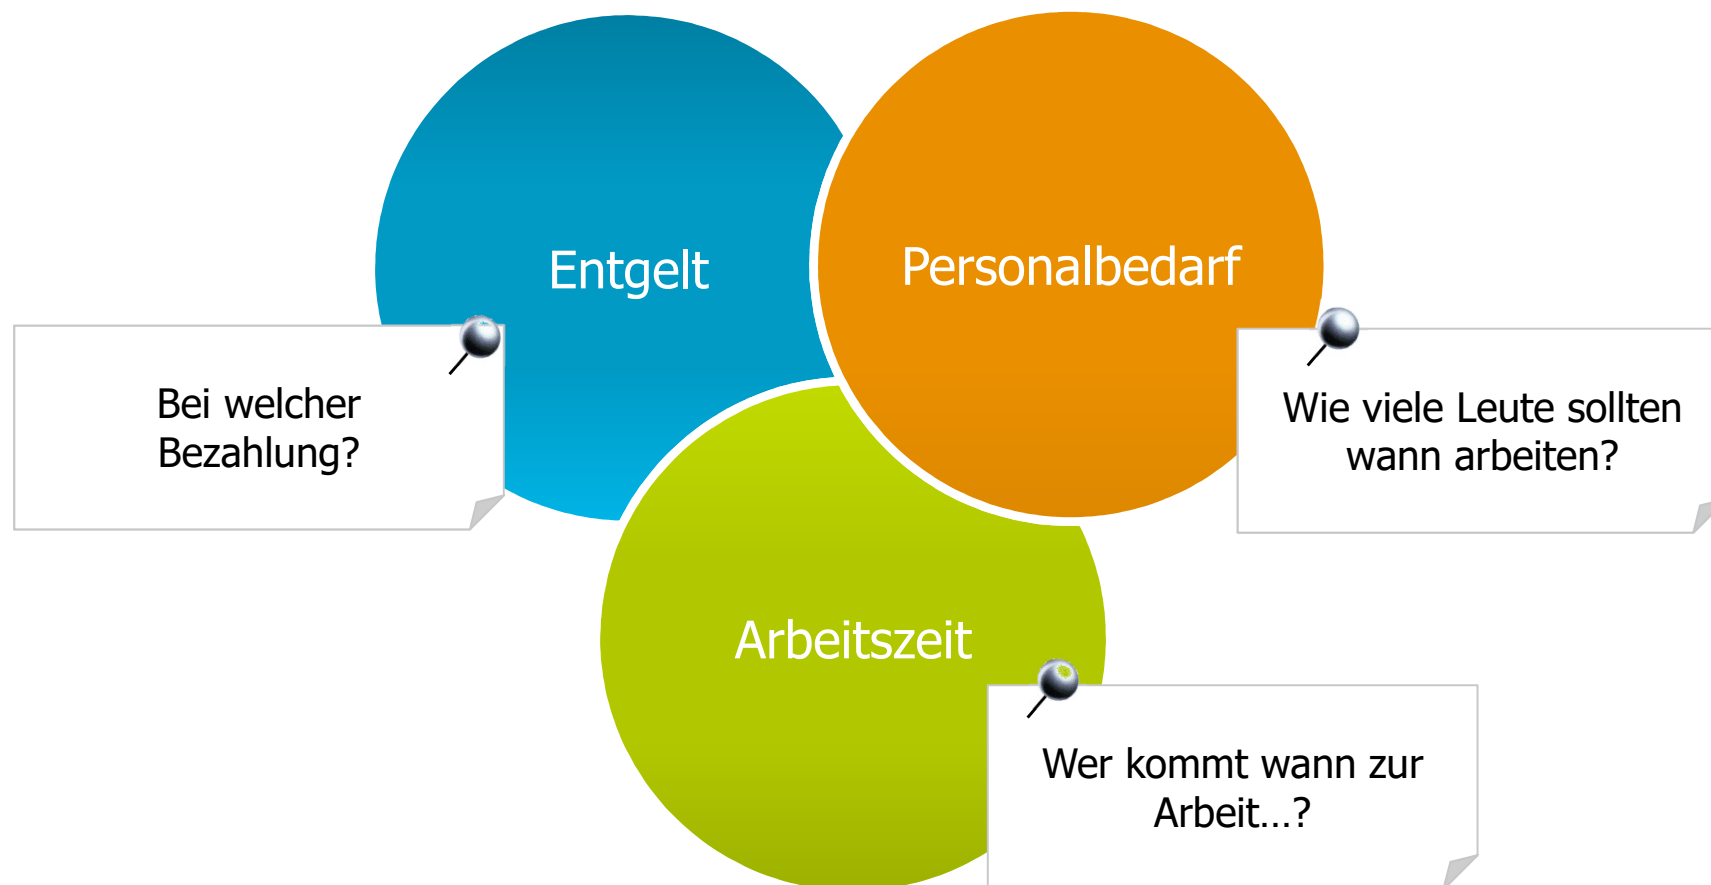 Entgelt
Personalbedarf
Bei welcher
Bezahlung?
Wie viele Leute sollten
wann arbeiten?
Arbeitszeit
Wer kommt wann zur
Arbeit...?